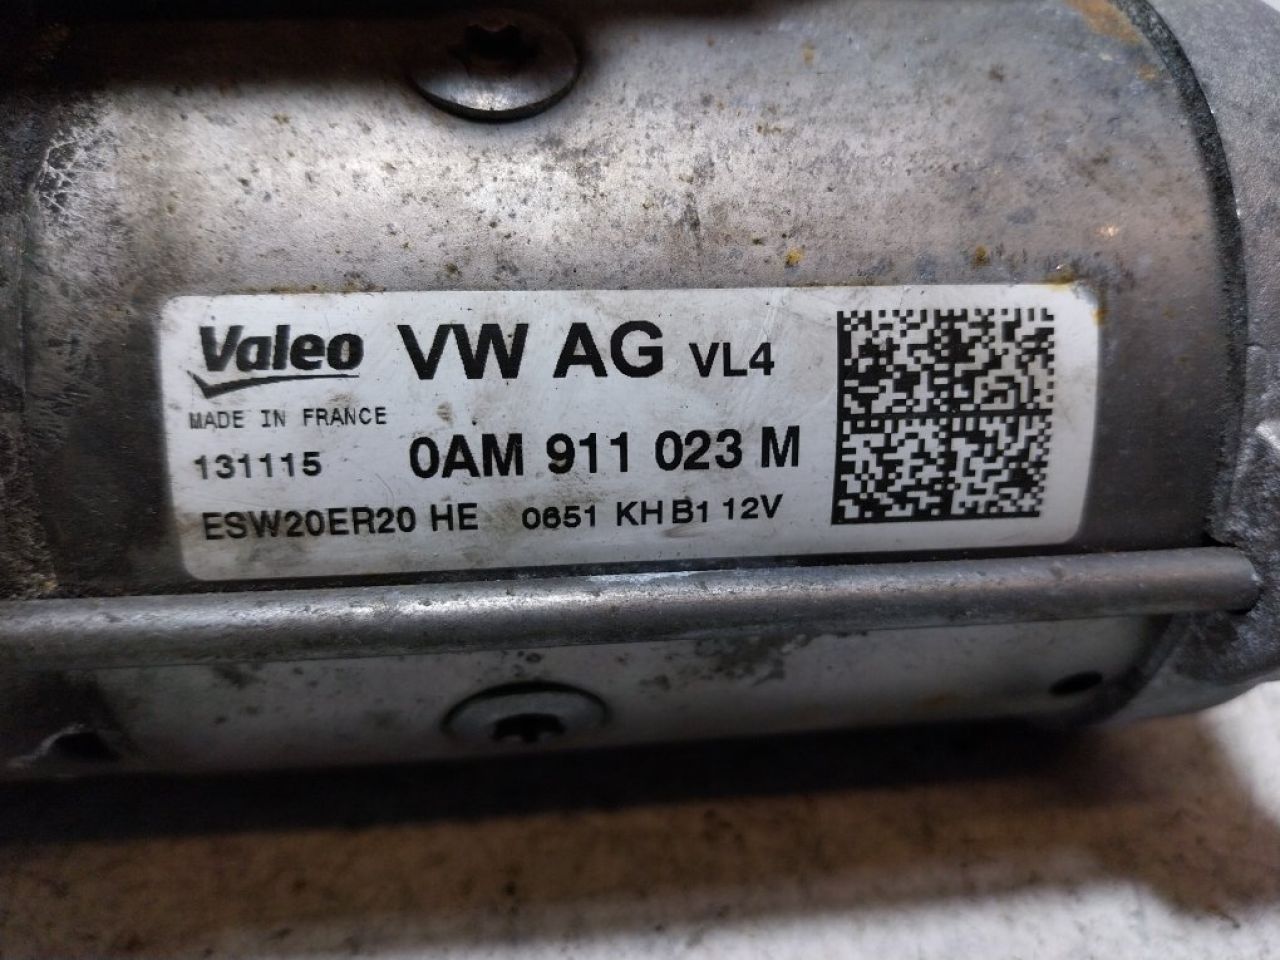 Valeo VW AG VL4
MADE IN FRANCE
131115 0AM 911 023 M
ESW20ER20 HE 0651 KH B1 12V